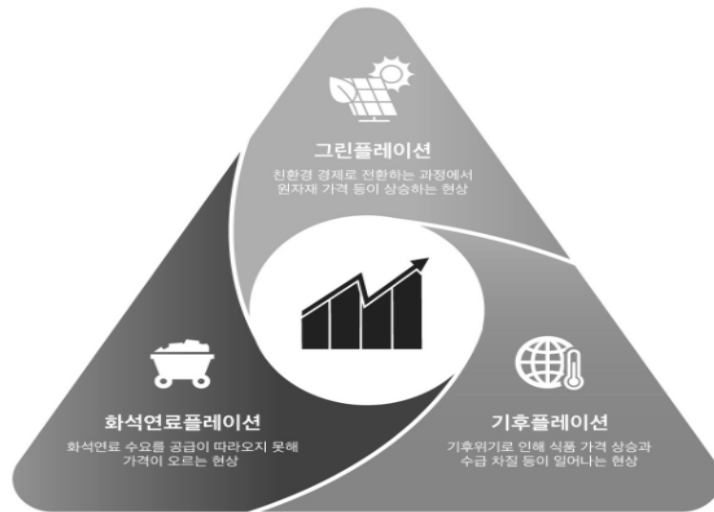 그린플레이션
친환경 경제로 전환하는 과정에서
원자재 가격 등이 상승하는 현상
화석연료플레이션
화석연료 수요를 공급이 따라오지 못해
가격이 오르는 현상
기후플레이션
기후위기로 인해 식품 가격 상승과
수급 차질 등이 일어나는 현상